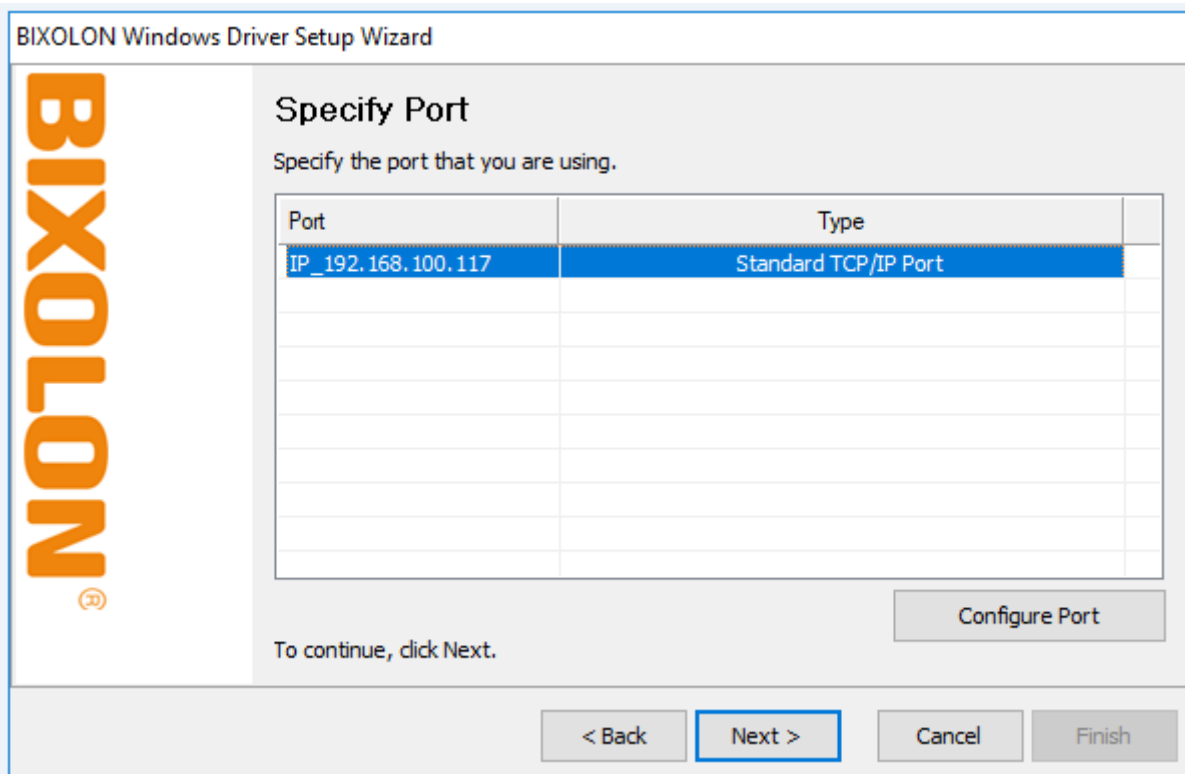 BIXOLON Windows Driver Setup Wizard
BIXOLON®
Specify Port
Specify the port that you are using.
Port Type
IP_192.168.100.117 Standard TCP/IP Port
Configure Port
To continue, click Next.
< Back Next > Cancel Finish